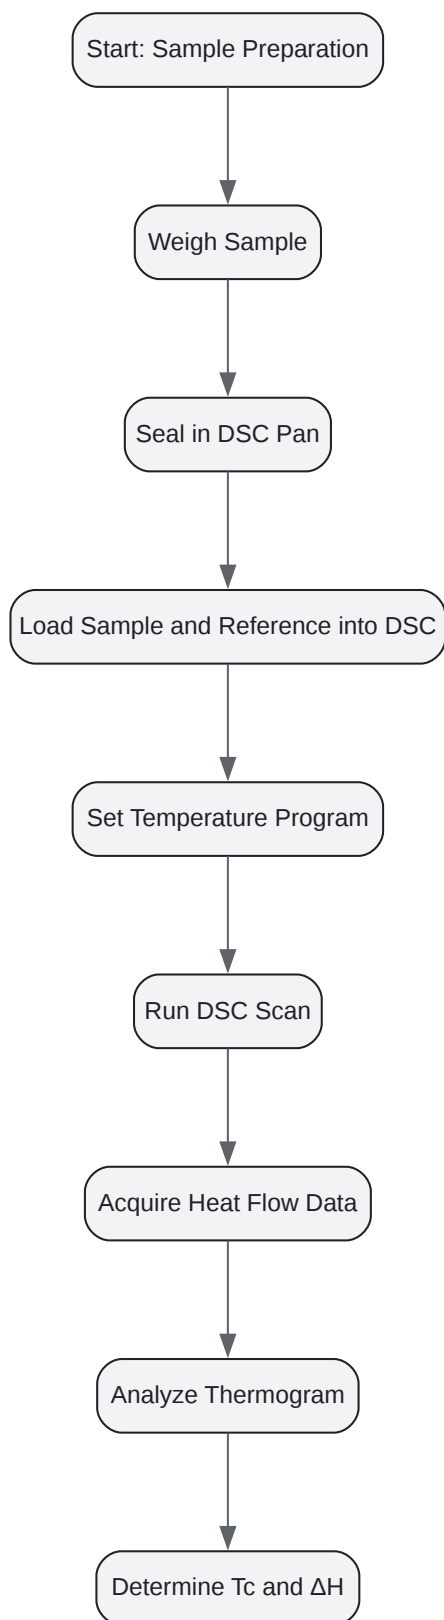 Start: Sample Preparation
Weigh Sample
Seal in DSC Pan
Load Sample and Reference into DSC
Set Temperature Program
Run DSC Scan
Acquire Heat Flow Data
Analyze Thermogram
Determine Tc and ΔH